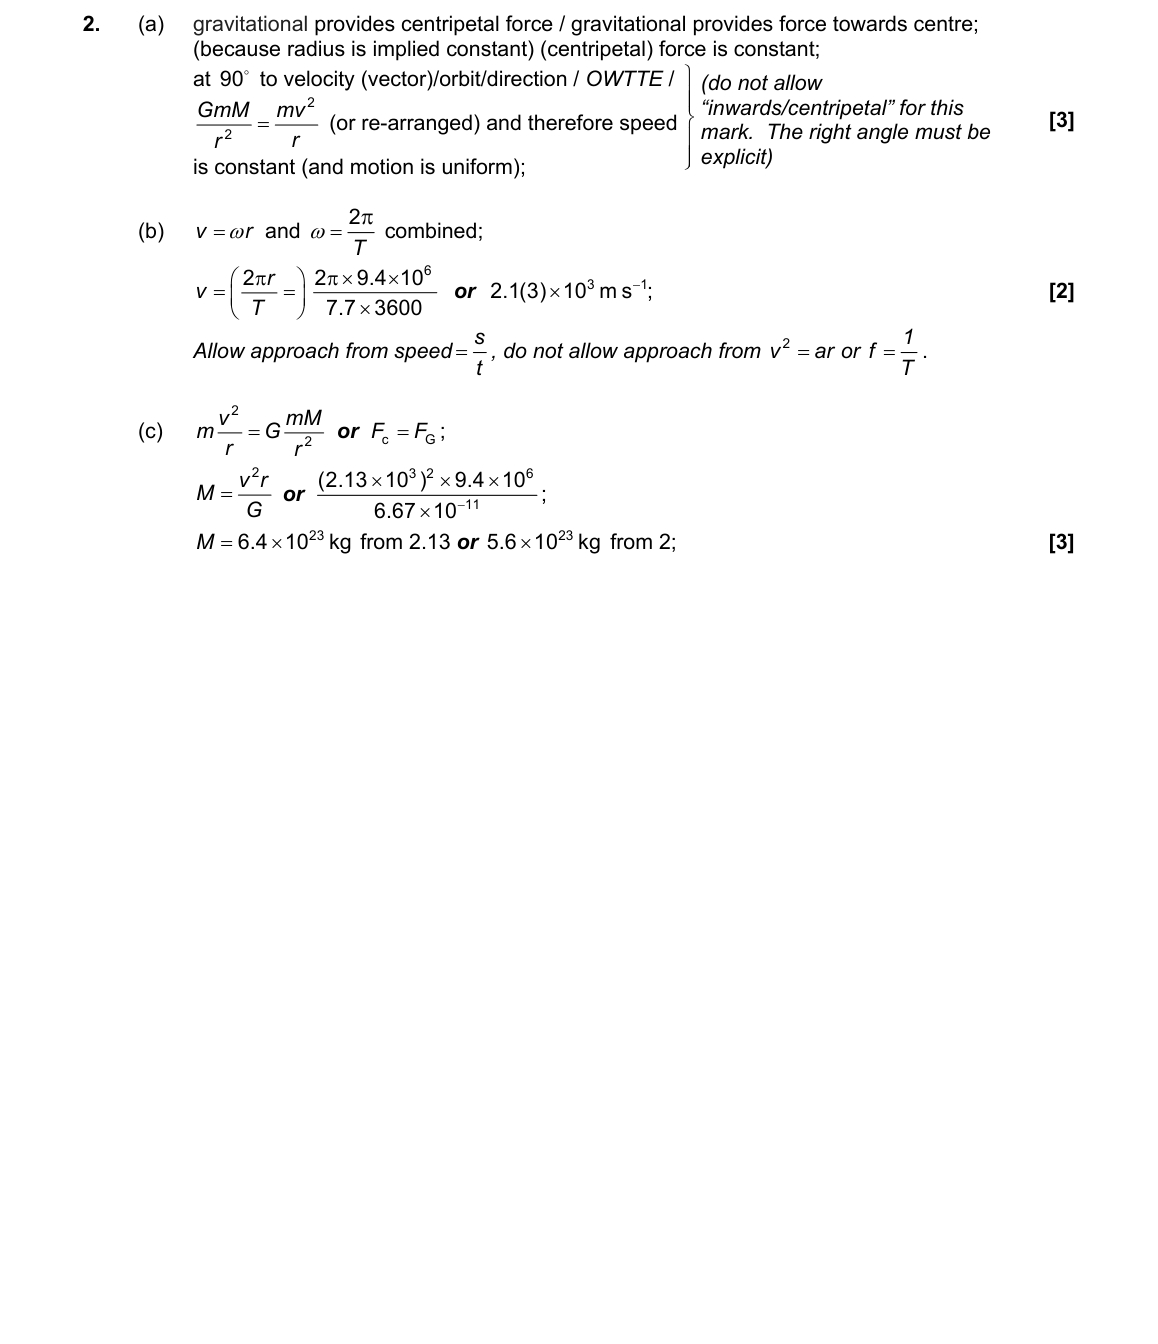 2. (a) gravitational provides centripetal force / gravitational provides force towards centre;
(because radius is implied constant) (centripetal) force is constant;
at 90° to velocity (vector)/orbit/direction / OWTTE /
GmM/r² = mv²/r (or re-arranged) and therefore speed
is constant (and motion is uniform);
(do not allow
“inwards/centripetal” for this
mark. The right angle must be
explicit)
[3]
(b) v = ωr and ω = 2π/T combined;
v = (2πr/T =) 2π × 9.4×10⁶ / 7.7 × 3600 or 2.1(3)×10³ m s⁻¹; [2]
Allow approach from speed = s/t, do not allow approach from v² = ar or f = 1/T.
(c) m v²/r = G mM/r² or F_c = F_G;
M = v²r/G or (2.13 × 10³)² × 9.4 × 10⁶ / 6.67 × 10⁻¹¹;
M = 6.4 × 10²³ kg from 2.13 or 5.6 × 10²³ kg from 2; [3]